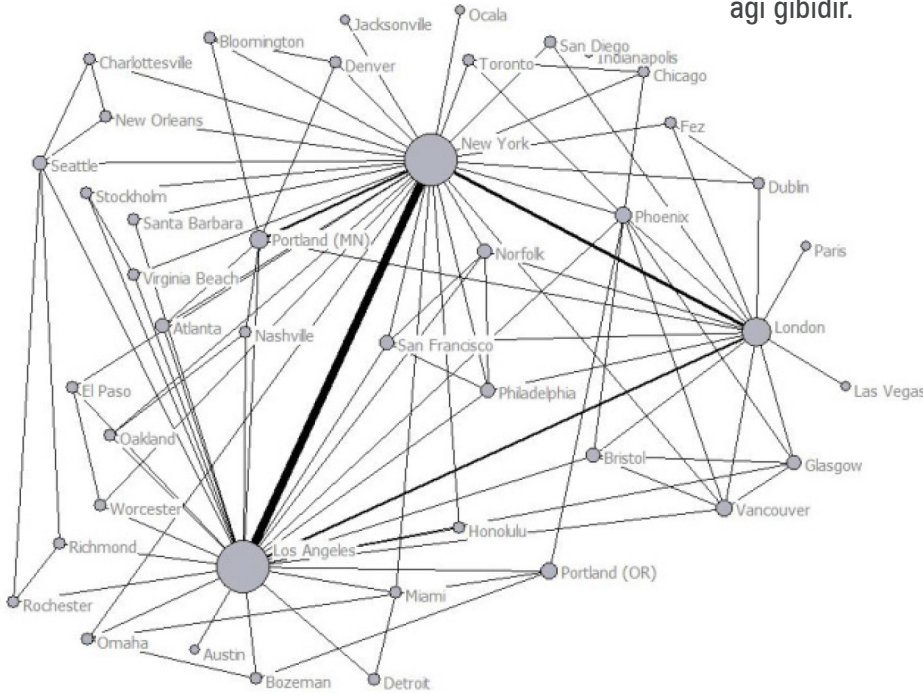 ağı gibidir.
Ocala
Jacksonville
Bloomington
San Diego
Indianapolis
Charlottesville
Denver
Toronto
Chicago
New Orleans
Fez
New York
Seattle
Dublin
Stockholm
Santa Barbara
Phoenix
Portland (MN)
Norfolk
Paris
Virginia Beach
Atlanta
Nashville
London
San Francisco
El Paso
Philadelphia
Las Vegas
Oakland
Bristol
Glasgow
Worcester
Vancouver
Honolulu
Richmond
Los Angeles
Portland (OR)
Rochester
Miami
Omaha
Austin
Bozeman
Detroit